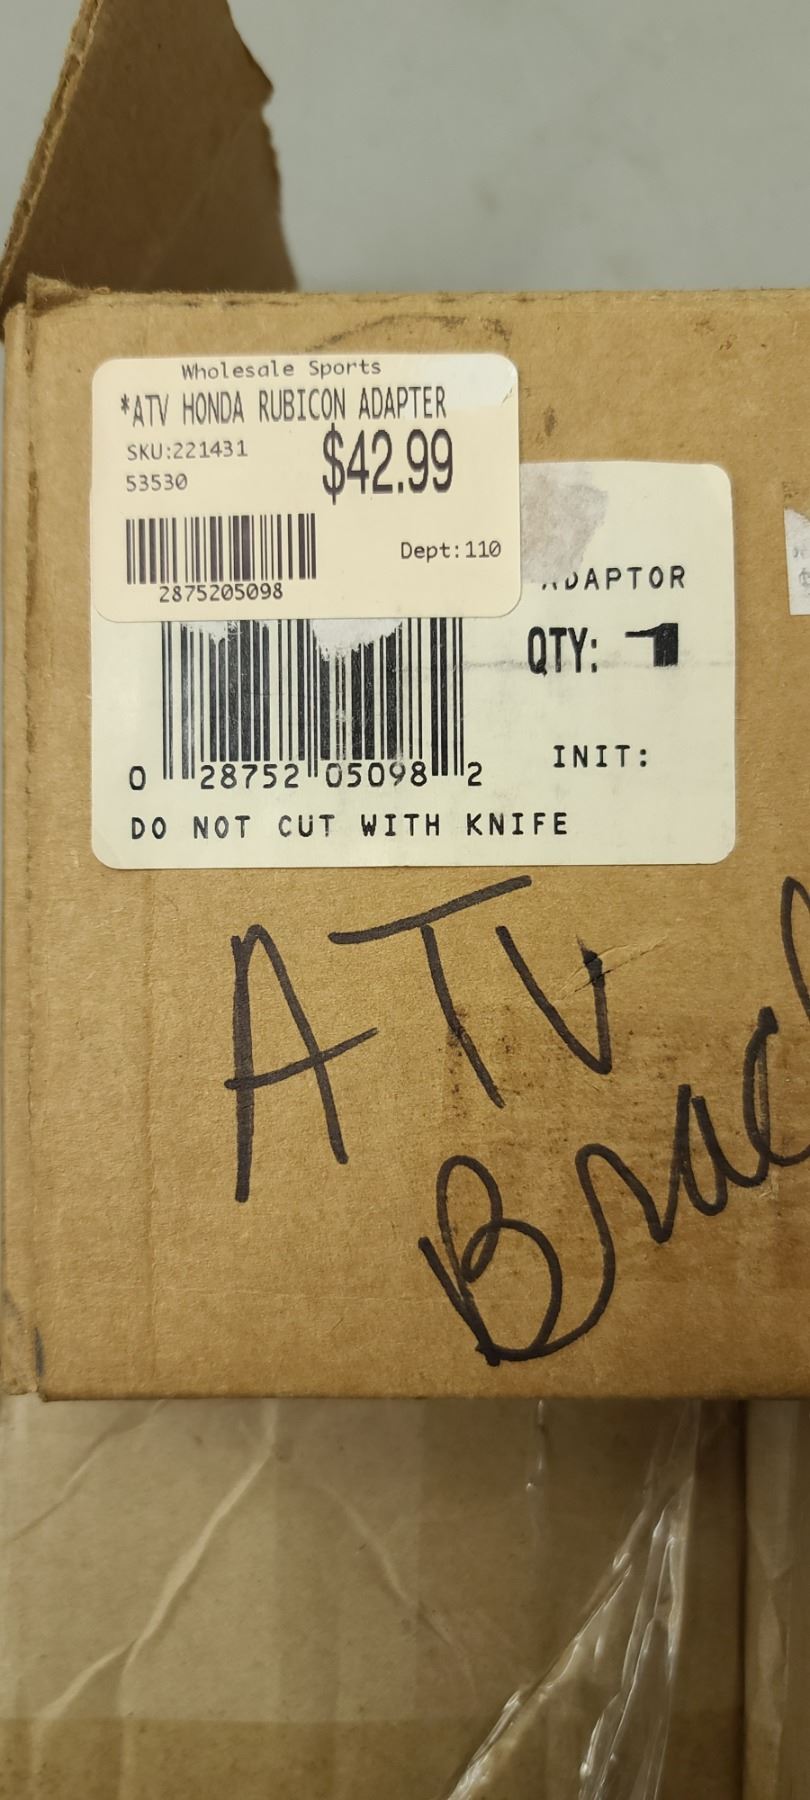 Wholesale Sports
*ATV HONDA RUBICON ADAPTER
SKU:221431
$42.99
53530
Dept:110
2875205098
QTY: 1
INIT:
0 28752 05098 2
DO NOT CUT WITH KNIFE
ATV